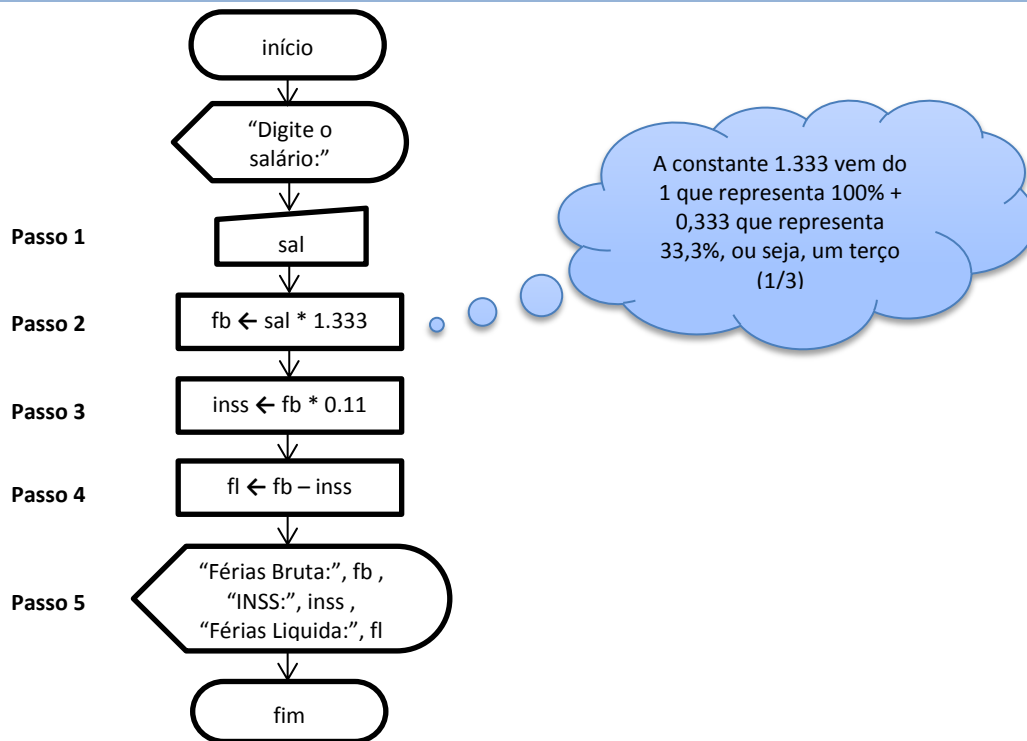 início
“Digite o
salário:”
Passo 1
sal
Passo 2
fb ← sal * 1.333
A constante 1.333 vem do
1 que representa 100% +
0,333 que representa
33,3%, ou seja, um terço
(1/3)
Passo 3
inss ← fb * 0.11
Passo 4
fl ← fb – inss
Passo 5
“Férias Bruta:”, fb ,
“INSS:”, inss ,
“Férias Liquida:”, fl
fim